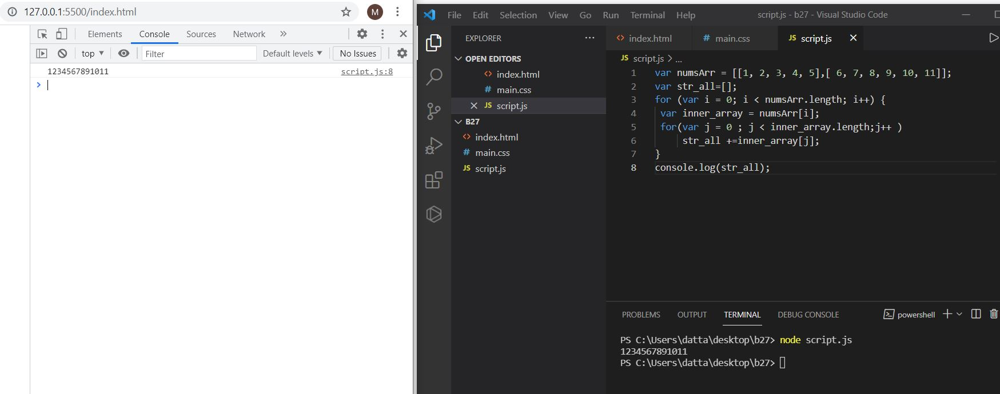 127.0.0.1:5500/index.html
M
Elements Console Sources Network »
top Filter Default levels No Issues
1234567891011 script.js:8
>
File Edit Selection View Go Run Terminal Help script.js - b27 - Visual Studio Code
EXPLORER ...
OPEN EDITORS
<> index.html
# main.css
JS script.js
B27
<> index.html
# main.css
JS script.js
<> index.html # main.css JS script.js
JS script.js > ...
1 var numsArr = [[1, 2, 3, 4, 5],[ 6, 7, 8, 9, 10, 11]];
2 var str_all=[];
3 for (var i = 0; i < numsArr.length; i++) {
4 var inner_array = numsArr[i];
5 for(var j = 0 ; j < inner_array.length;j++ )
6 str_all +=inner_array[j];
7 }
8 console.log(str_all);
PROBLEMS OUTPUT TERMINAL DEBUG CONSOLE powershell
PS C:\Users\datta\desktop\b27> node script.js
1234567891011
PS C:\Users\datta\desktop\b27>